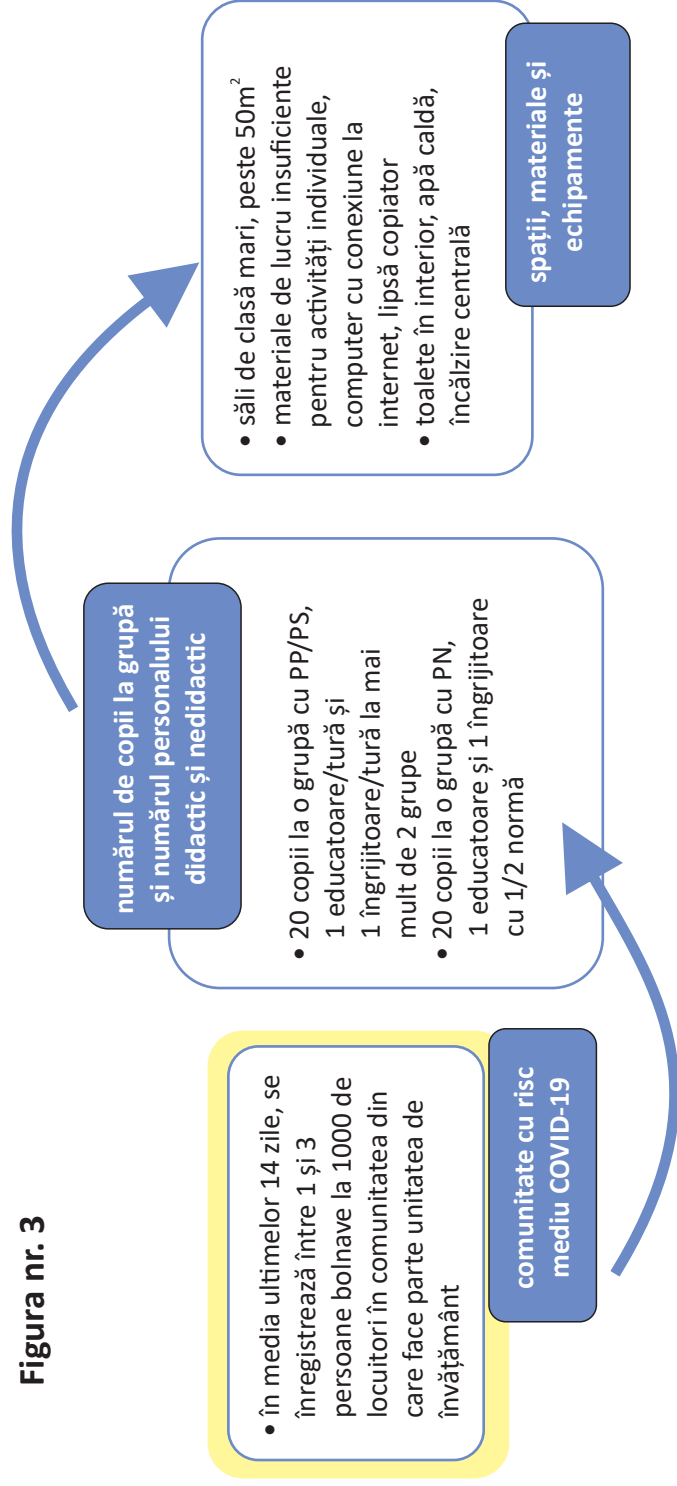 Figura nr. 3
• în media ultimelor 14 zile, se
înregistrează între 1 și 3
persoane bolnave la 1000 de
locuitori în comunitatea din
care face parte unitatea de
învățământ
comunitate cu risc
mediu COVID-19
numărul de copii la grupă
și numărul personalului
didactic și nedidactic
• 20 copii la o grupă cu PP/PS,
1 educatoare/tură și
1 îngrijitoare/tură la mai
mult de 2 grupe
• 20 copii la o grupă cu PN,
1 educatoare și 1 îngrijitoare
cu 1/2 normă
• săli de clasă mari, peste 50m²
• materiale de lucru insuficiente
pentru activități individuale,
computer cu conexiune la
internet, lipsă copiator
• toalete în interior, apă caldă,
încălzire centrală
spații, materiale și
echipamente